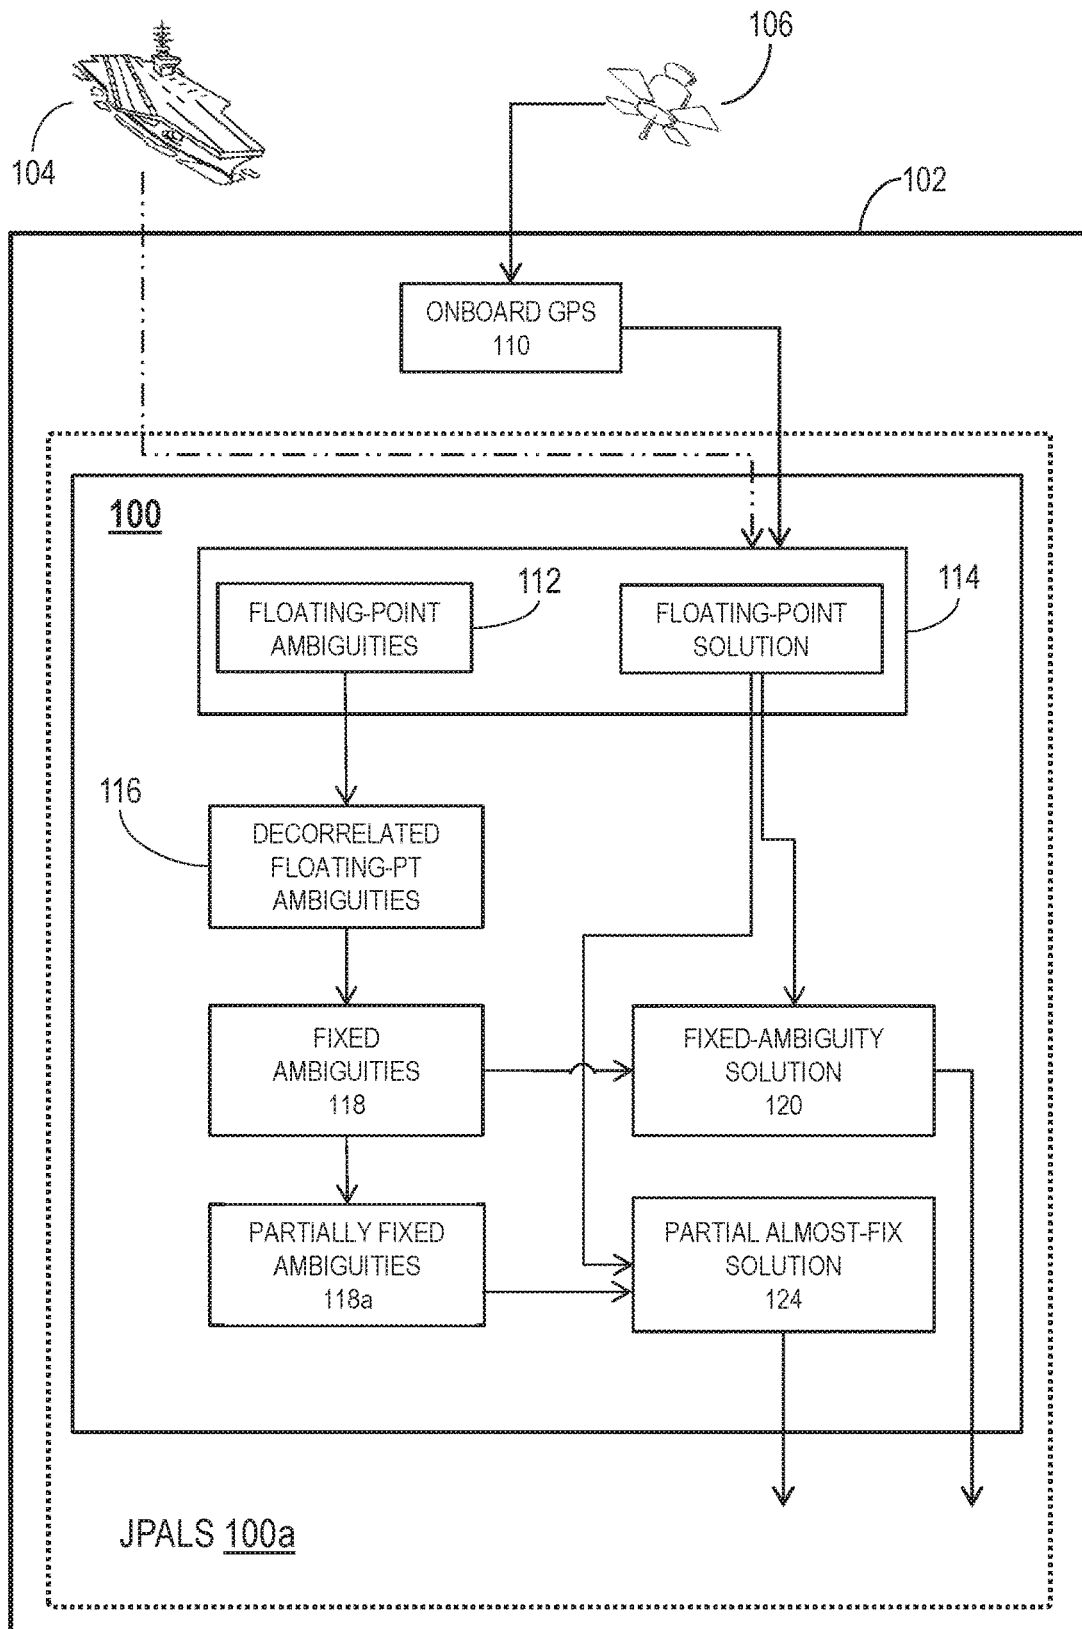 106
104
102
ONBOARD GPS
110
100
112
114
FLOATING-POINT
AMBIGUITIES
FLOATING-POINT
SOLUTION
116
DECORRELATED
FLOATING-PT
AMBIGUITIES
FIXED
AMBIGUITIES
118
FIXED-AMBIGUITY
SOLUTION
120
PARTIALLY FIXED
AMBIGUITIES
118a
PARTIAL ALMOST-FIX
SOLUTION
124
JPALS 100a